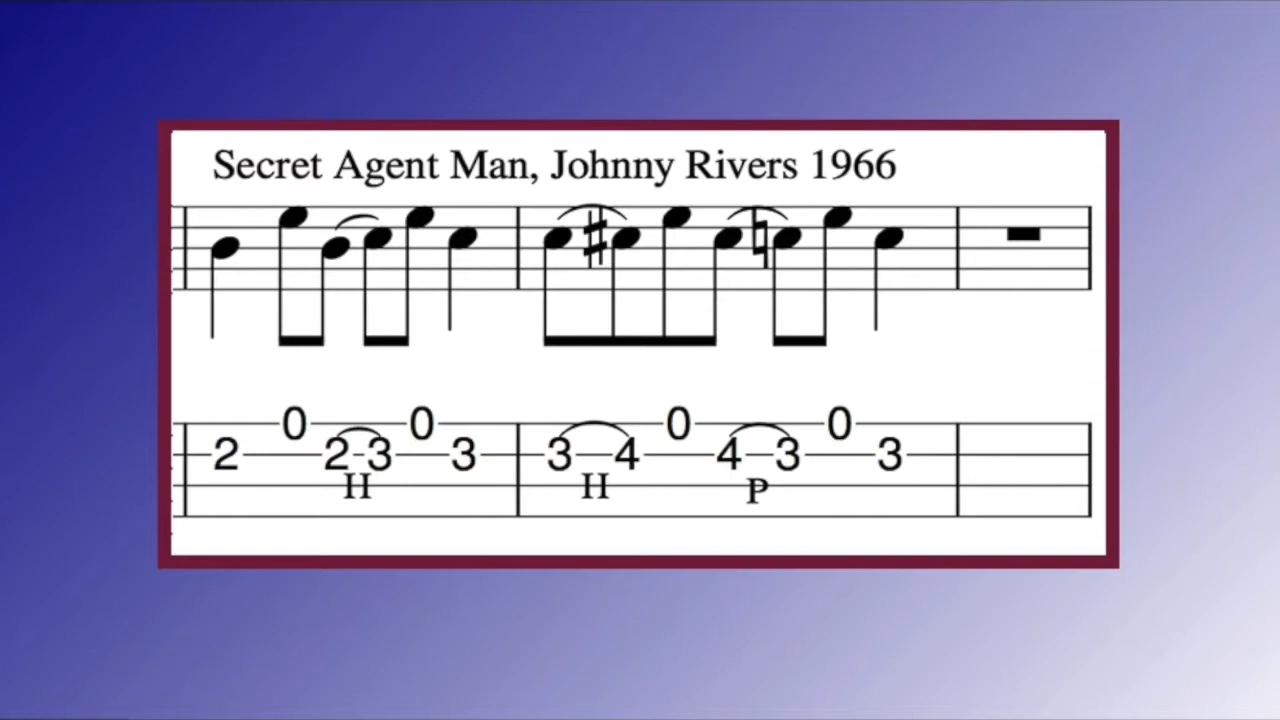 Secret Agent Man, Johnny Rivers 1966
0 0 0 0
2 2 3 3 3 4 4 3 3
H H P